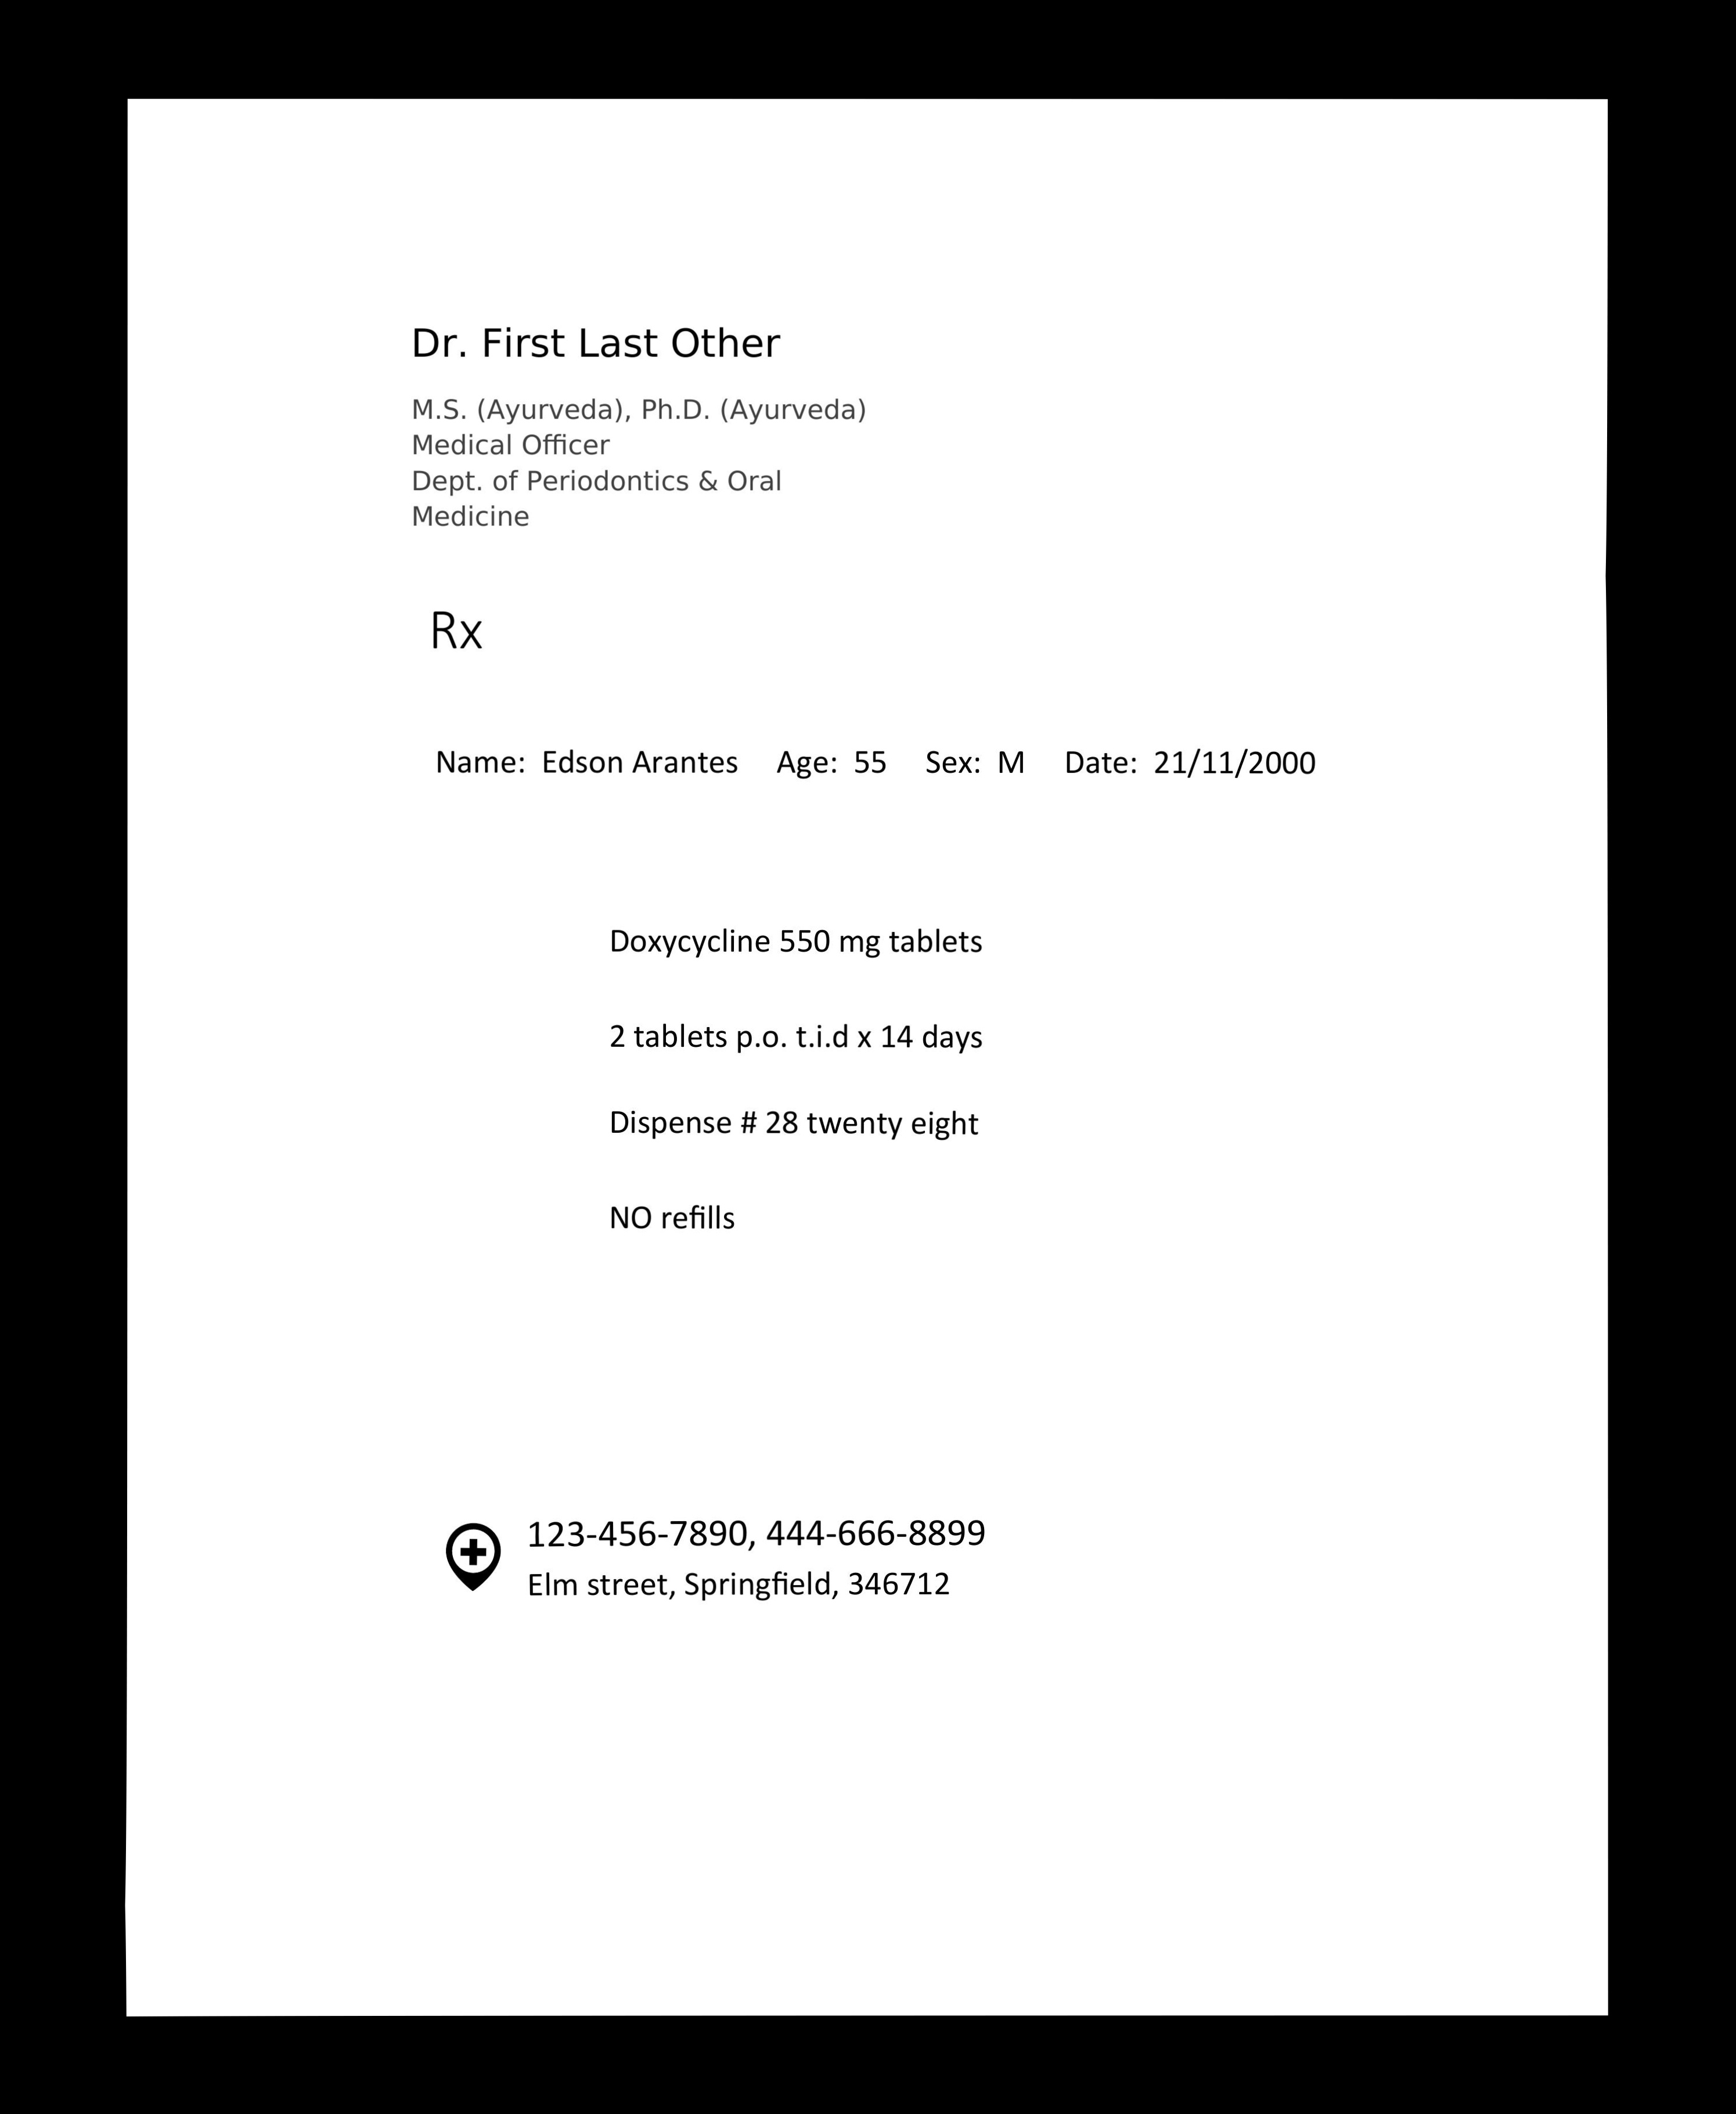 Dr. First Last Other
M.S. (Ayurveda), Ph.D. (Ayurveda)
Medical Officer
Dept. of Periodontics & Oral
Medicine
Rx
Name: Edson Arantes Age: 55 Sex: M Date: 21/11/2000
Doxycycline 550 mg tablets
2 tablets p.o. t.i.d x 14 days
Dispense # 28 twenty eight
NO refills
123-456-7890, 444-666-8899
Elm street, Springfield, 346712